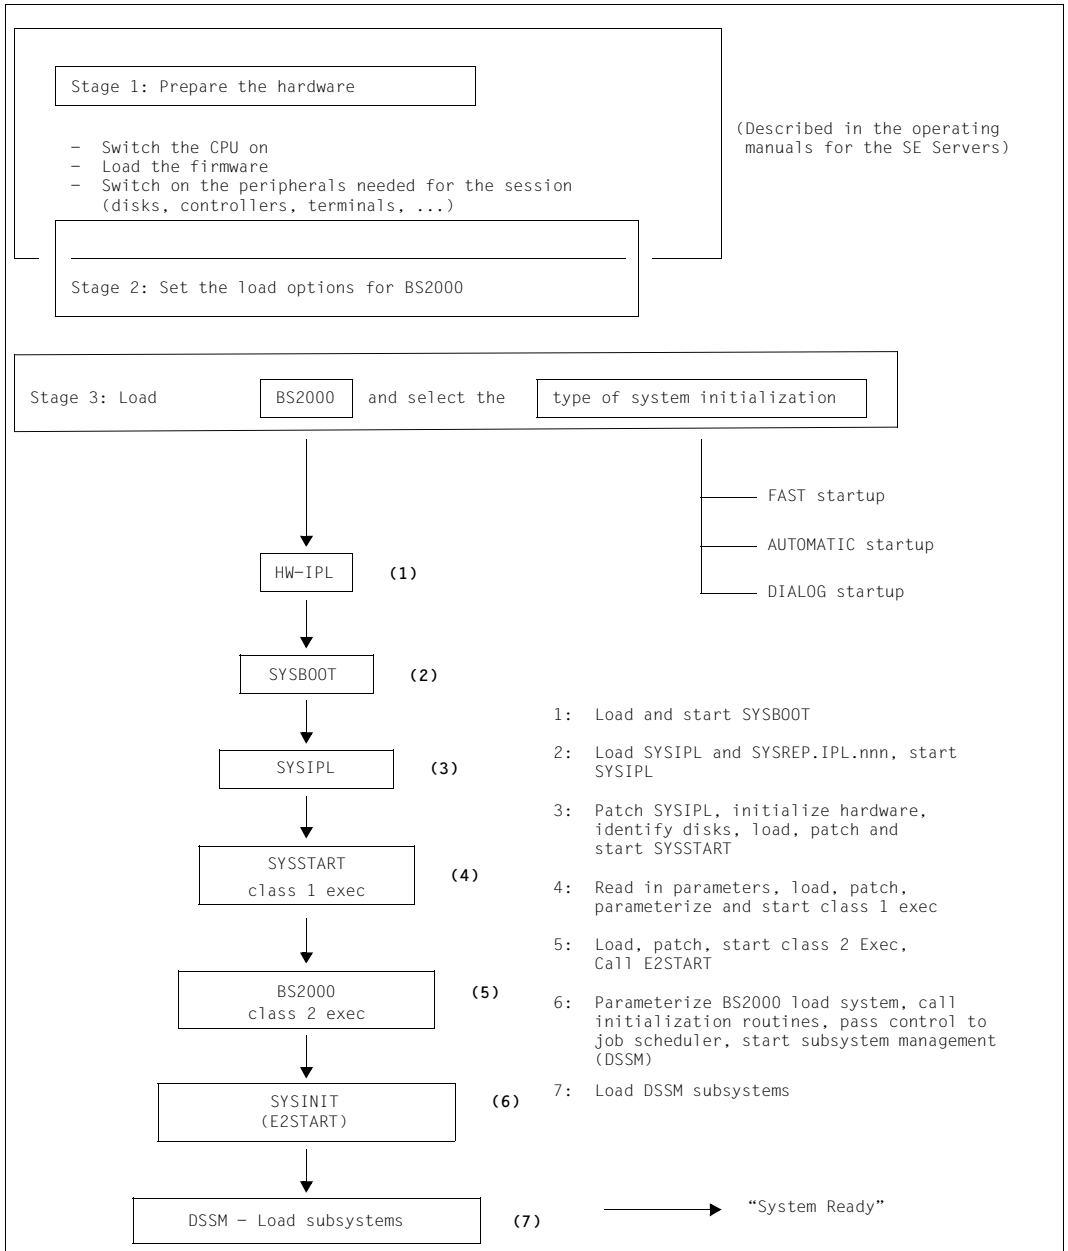 Stage 1: Prepare the hardware
(Described in the operating
manuals for the SE Servers)
— Switch the CPU on
— Load the firmware
— Switch on the peripherals needed for the session
(disks, controllers, terminals, ...)
Stage 2: Set the load options for BS2000
Stage 3: Load BS2000 and select the type of system initialization
FAST startup
AUTOMATIC startup
DIALOG startup
HW—IPL (1)
SYSBOOT (2)
SYSIPL (3)
SYSSTART
class 1 exec
(4)
BS2000
class 2 exec
(5)
SYSINIT
(E2START)
(6)
DSSM — Load subsystems (7)
“System Ready”
1: Load and start SYSBOOT
2: Load SYSIPL and SYSREP.IPL.nnn, start
SYSIPL
3: Patch SYSIPL, initialize hardware,
identify disks, load, patch and
start SYSSTART
4: Read in parameters, load, patch,
parameterize and start class 1 exec
5: Load, patch, start class 2 Exec,
Call E2START
6: Parameterize BS2000 load system, call
initialization routines, pass control to
job scheduler, start subsystem management
(DSSM)
7: Load DSSM subsystems